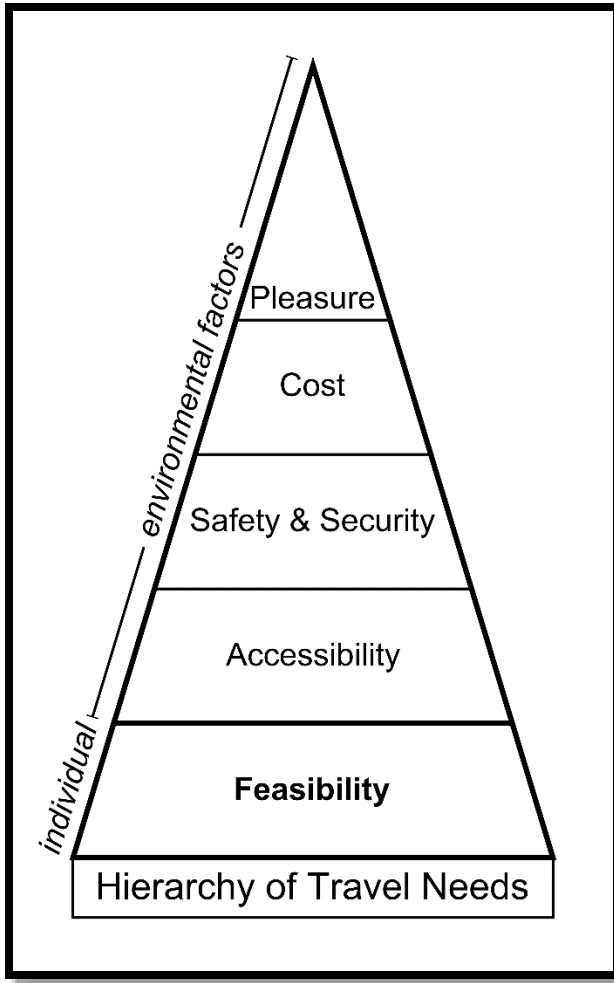 environmental factors
Pleasure
Cost
Safety & Security
Accessibility
individual
Feasibility
Hierarchy of Travel Needs